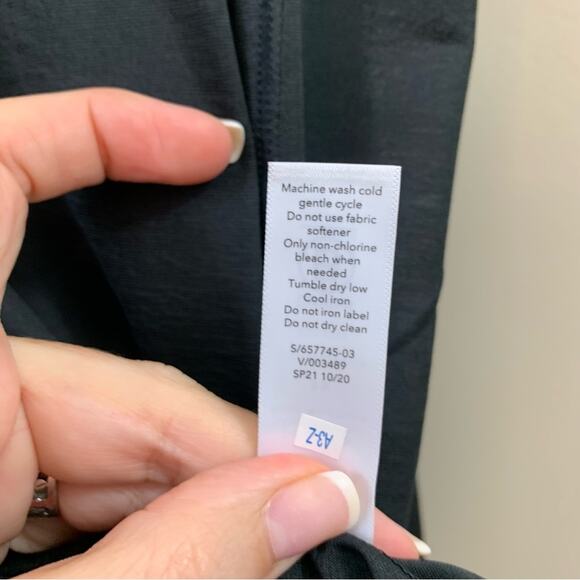 Machine wash cold
gentle cycle
Do not use fabric
softener
Only non-chlorine
bleach when
needed
Tumble dry low
Cool iron
Do not iron label
Do not dry clean
S/657745-03
V/003489
SP21 10/20
A3-Z